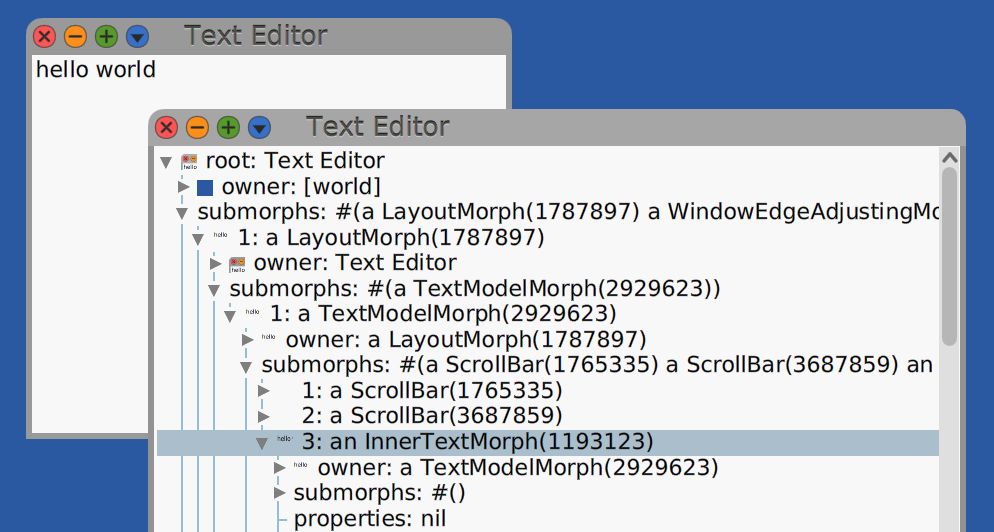 Text Editor
hello world
Text Editor
root: Text Editor
owner: [world]
submorphs: #(a LayoutMorph(1787897) a WindowEdgeAdjustingMo
1: a LayoutMorph(1787897)
owner: Text Editor
submorphs: #(a TextModelMorph(2929623))
1: a TextModelMorph(2929623)
owner: a LayoutMorph(1787897)
submorphs: #(a ScrollBar(1765335) a ScrollBar(3687859) an
1: a ScrollBar(1765335)
2: a ScrollBar(3687859)
3: an InnerTextMorph(1193123)
owner: a TextModelMorph(2929623)
submorphs: #()
properties: nil